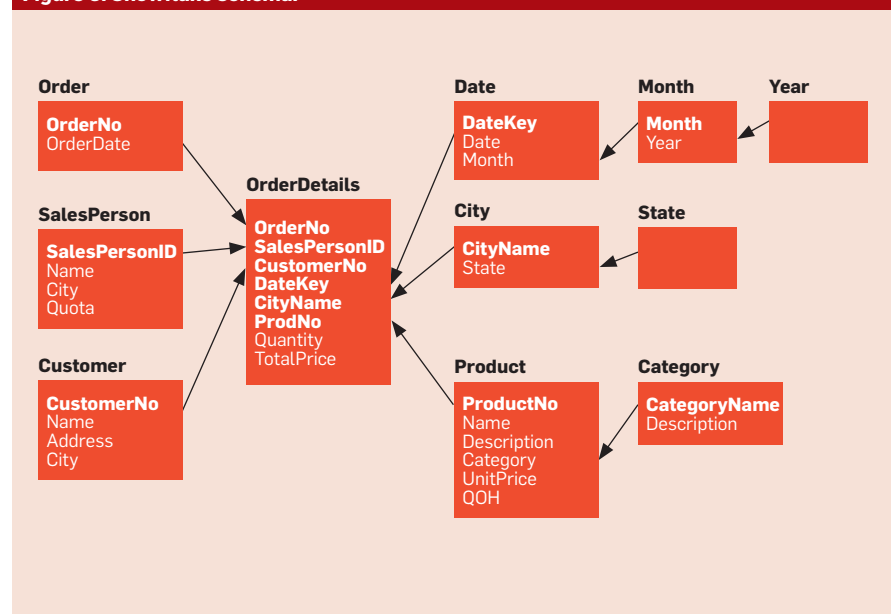 Order
OrderNo
OrderDate
SalesPerson
SalesPersonID
Name
City
Quota
Customer
CustomerNo
Name
Address
City
OrderDetails
OrderNo
SalesPersonID
CustomerNo
DateKey
CityName
ProdNo
Quantity
TotalPrice
Date
DateKey
Date
Month
Month
Month
Year
Year
City
CityName
State
State
Product
ProductNo
Name
Description
Category
UnitPrice
QOH
Category
CategoryName
Description